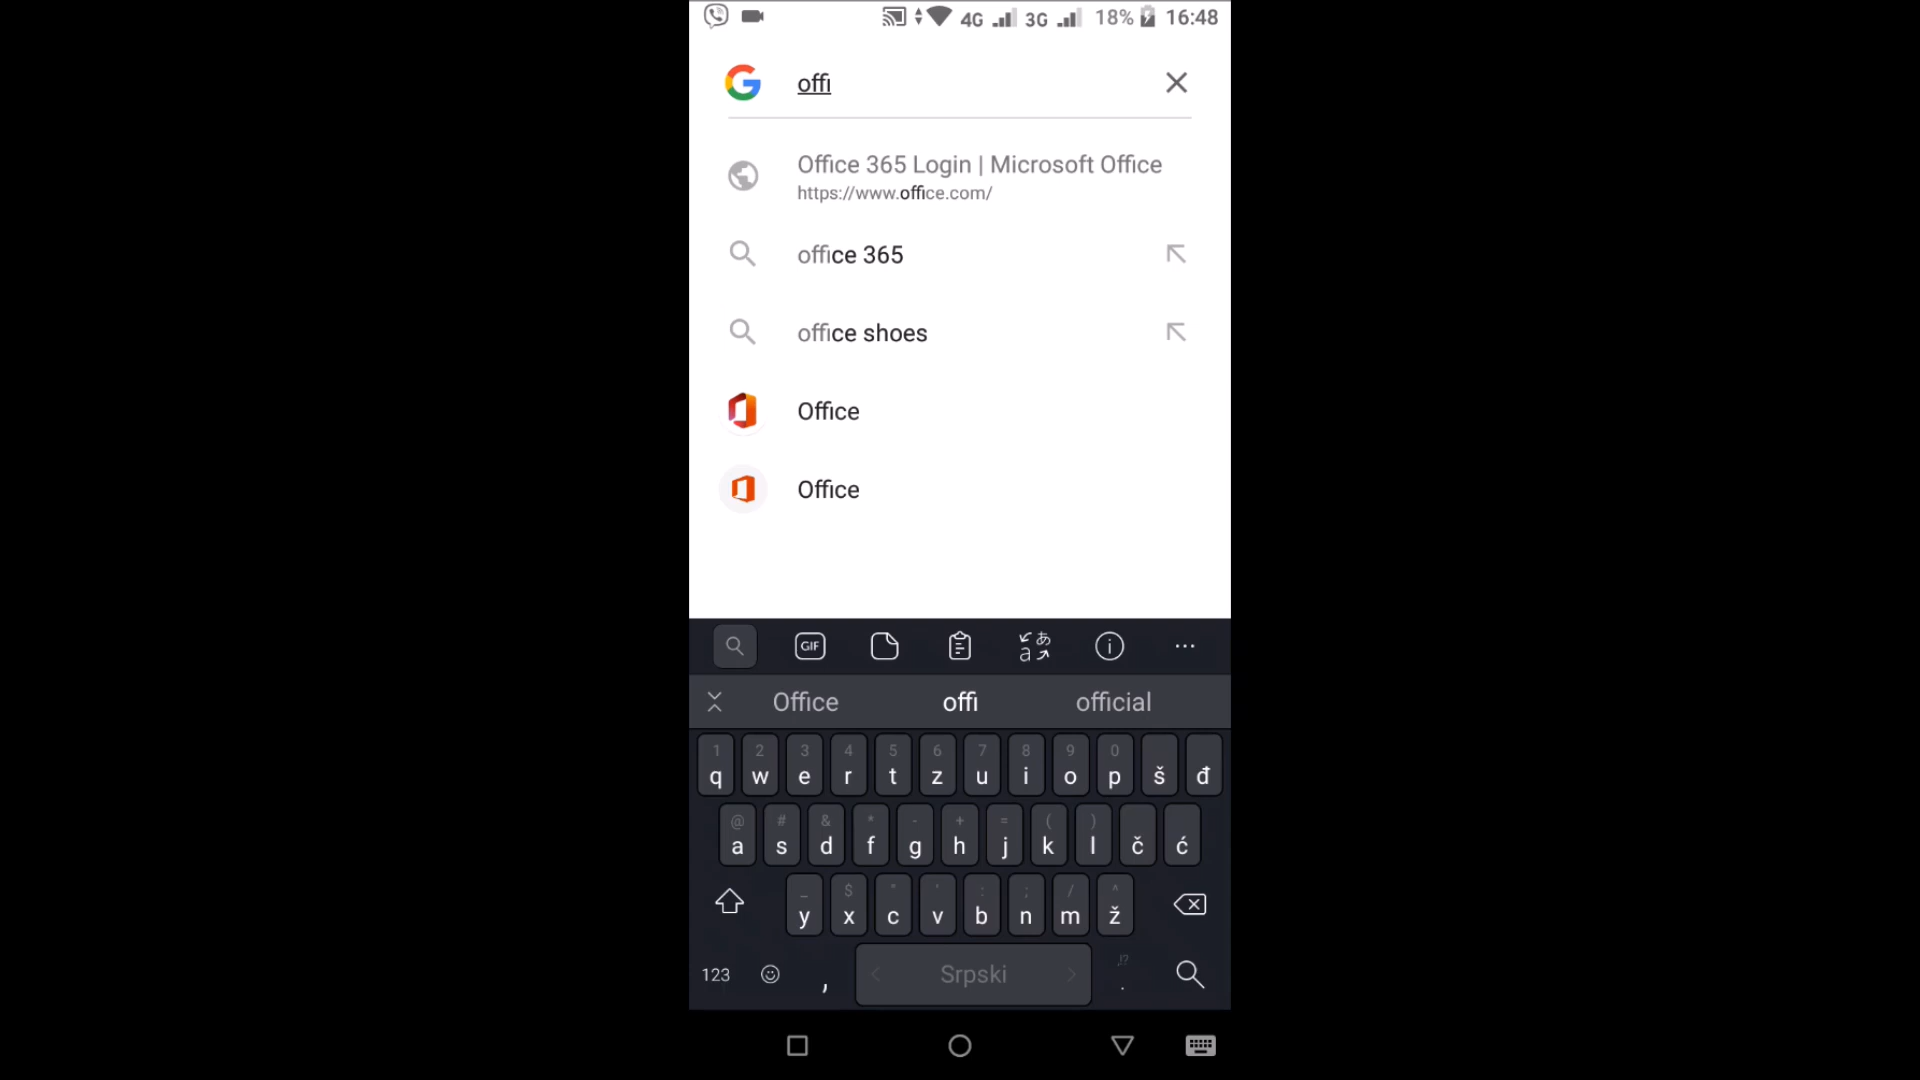 4G 3G 18% 16:48
offi
Office 365 Login | Microsoft Office
https://www.office.com/
office 365
office shoes
Office
Office
GIF
あ
a
Office offi official
1 2 3 4 5 6 7 8 9 0
q w e r t z u i o p š đ
@ # & * - + = ( )
a s d f g h j k l č ć
_ $ " ' : ; / ^
y x c v b n m ž
,!?
123 , Srpski .